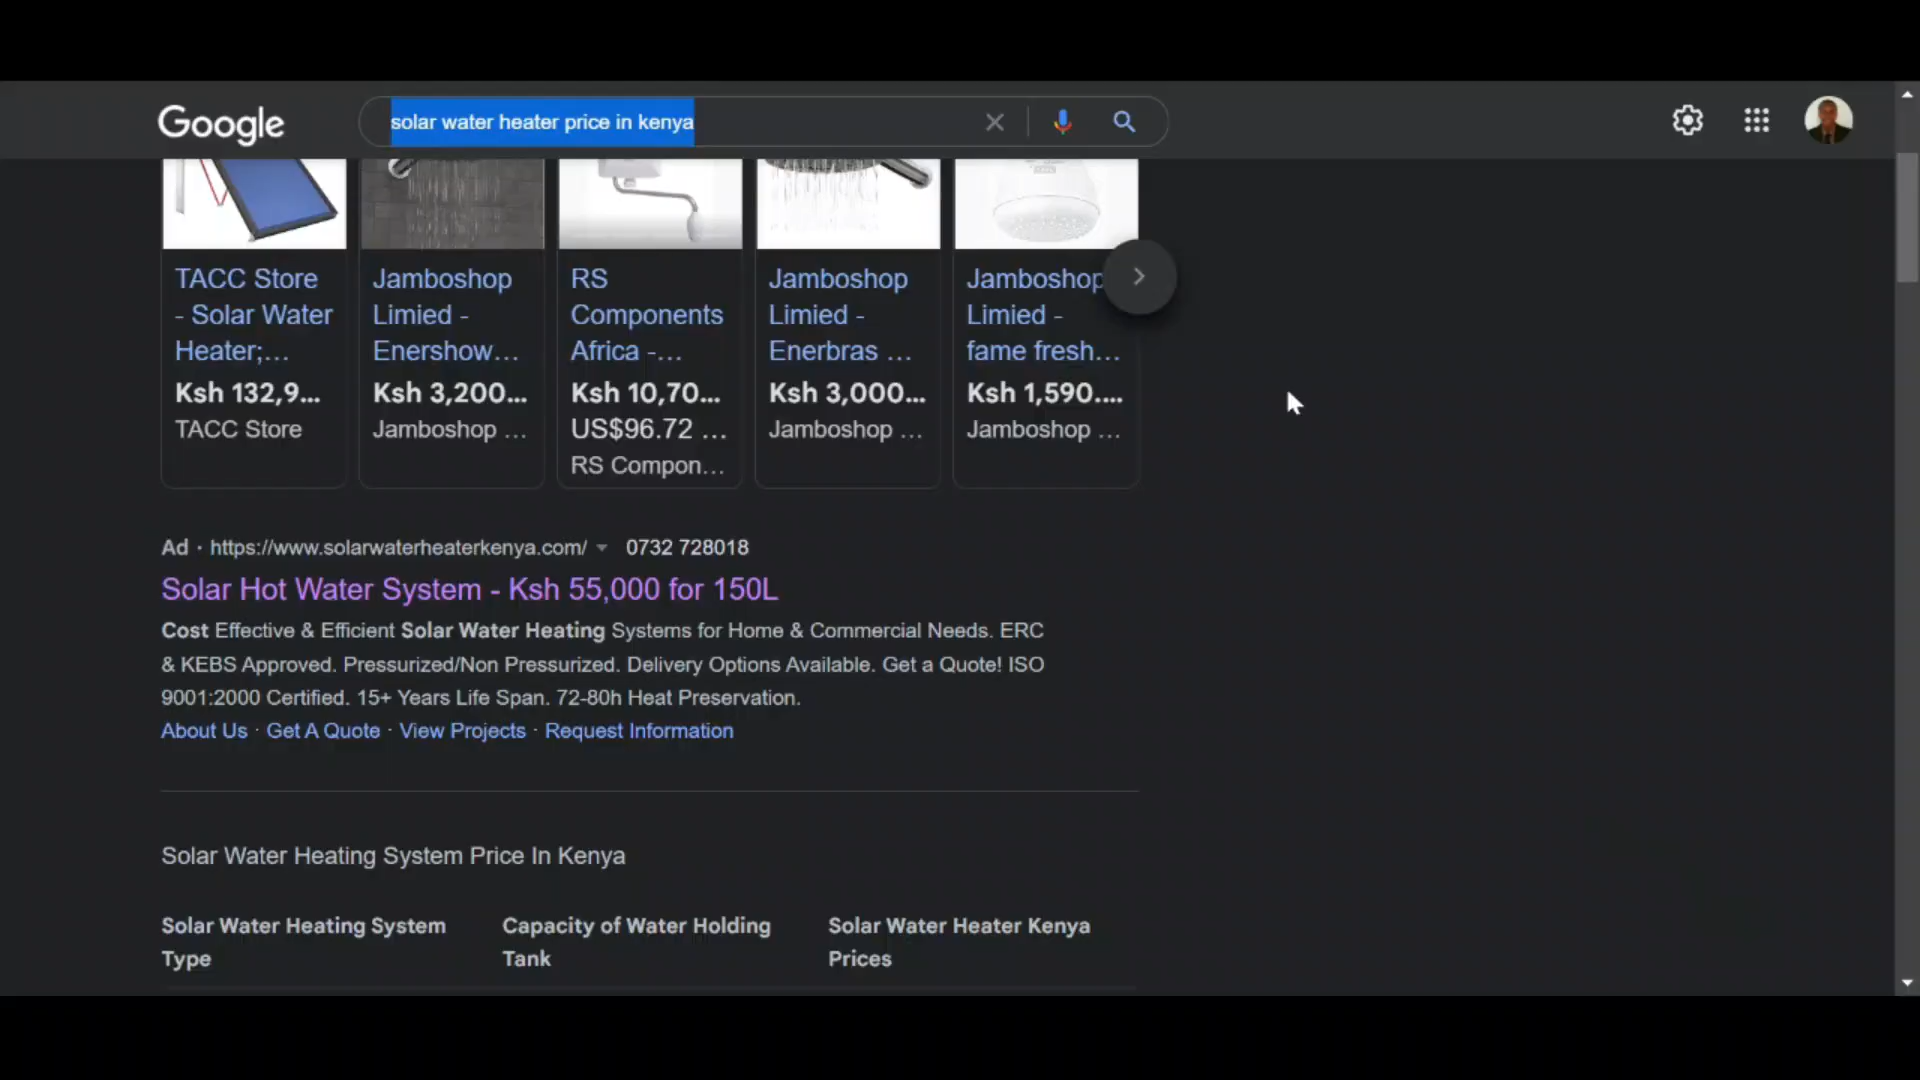 Google
solar water heater price in kenya
TACC Store
- Solar Water
Heater;...
Ksh 132,9...
TACC Store
Jamboshop
Limied -
Enershow...
Ksh 3,200...
Jamboshop ...
RS
Components
Africa -...
Ksh 10,70...
US$96.72 ...
RS Compon...
Jamboshop
Limied -
Enerbras ...
Ksh 3,000...
Jamboshop ...
Jamboshop
Limied -
fame fresh...
Ksh 1,590....
Jamboshop ...
Ad · https://www.solarwaterheaterkenya.com/ 0732 728018
Solar Hot Water System - Ksh 55,000 for 150L
Cost Effective & Efficient Solar Water Heating Systems for Home & Commercial Needs. ERC
& KEBS Approved. Pressurized/Non Pressurized. Delivery Options Available. Get a Quote! ISO
9001:2000 Certified. 15+ Years Life Span. 72-80h Heat Preservation.
About Us · Get A Quote · View Projects · Request Information
Solar Water Heating System Price In Kenya
Solar Water Heating System
Type
Capacity of Water Holding
Tank
Solar Water Heater Kenya
Prices